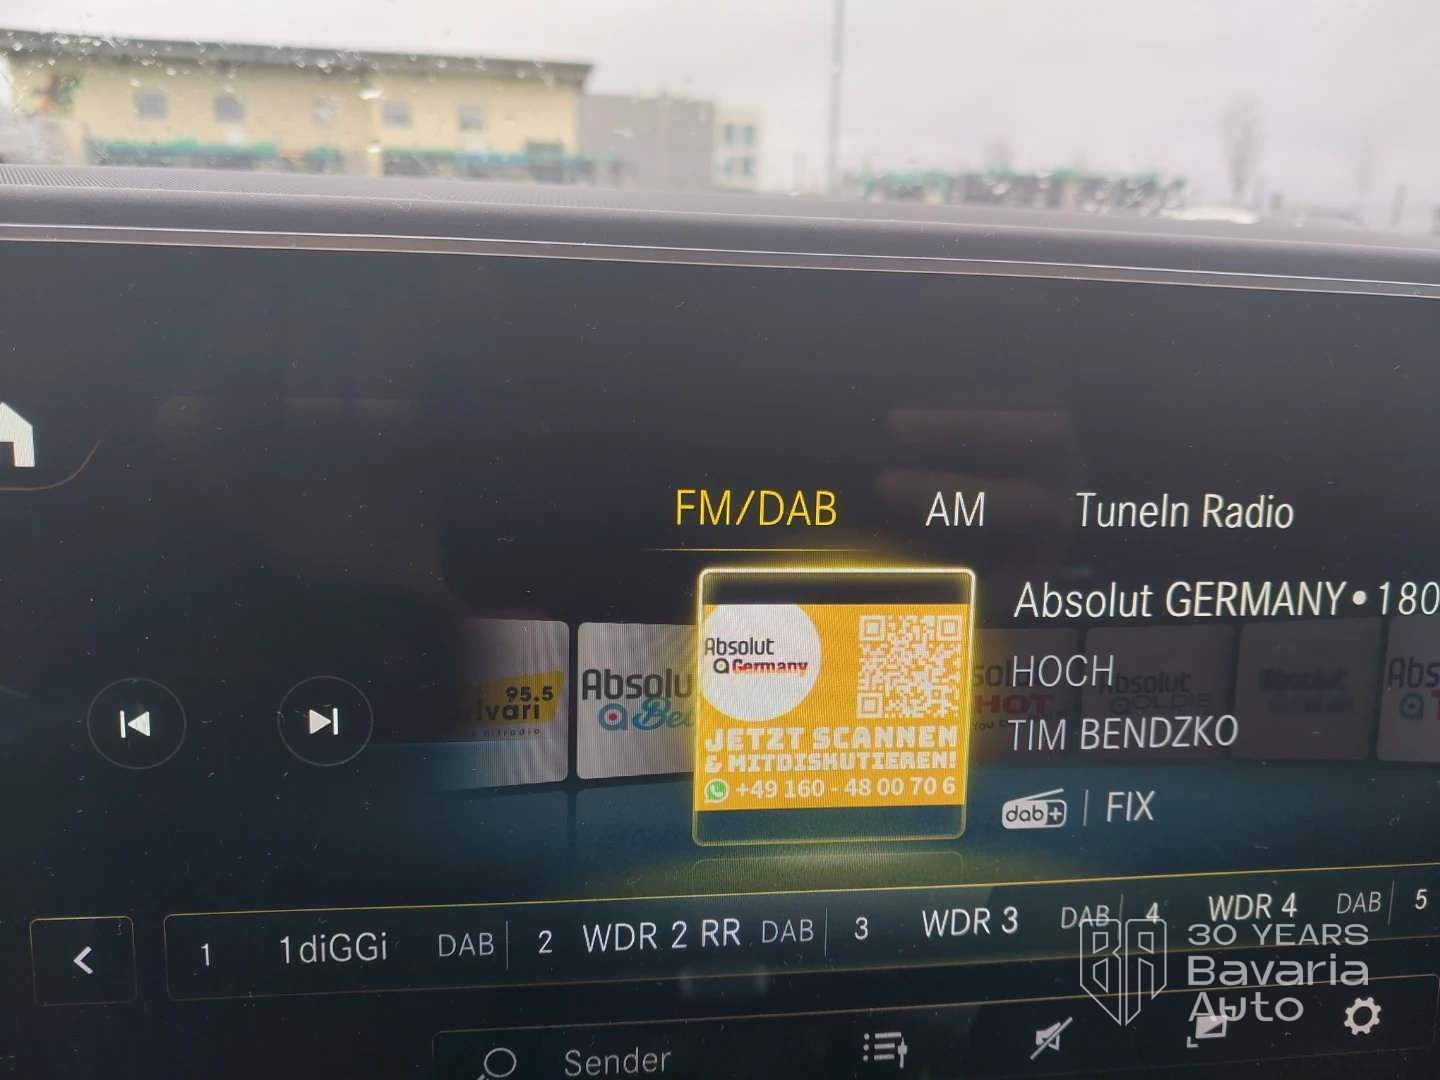 FM/DAB AM TuneIn Radio
Absolut GERMANY • 180
HOCH
TIM BENDZKO
dab+ | FIX
95.5
Absolut
Germany
JETZT SCANNEN
& MITDISKUTIEREN!
+49 160 - 48 00 70 6
HOT
Absolut
1 1diGGi DAB 2 WDR 2 RR DAB 3 WDR 3 DAB 4 WDR 4 DAB 5
Sender
BA
30 YEARS
Bavaria
Auto